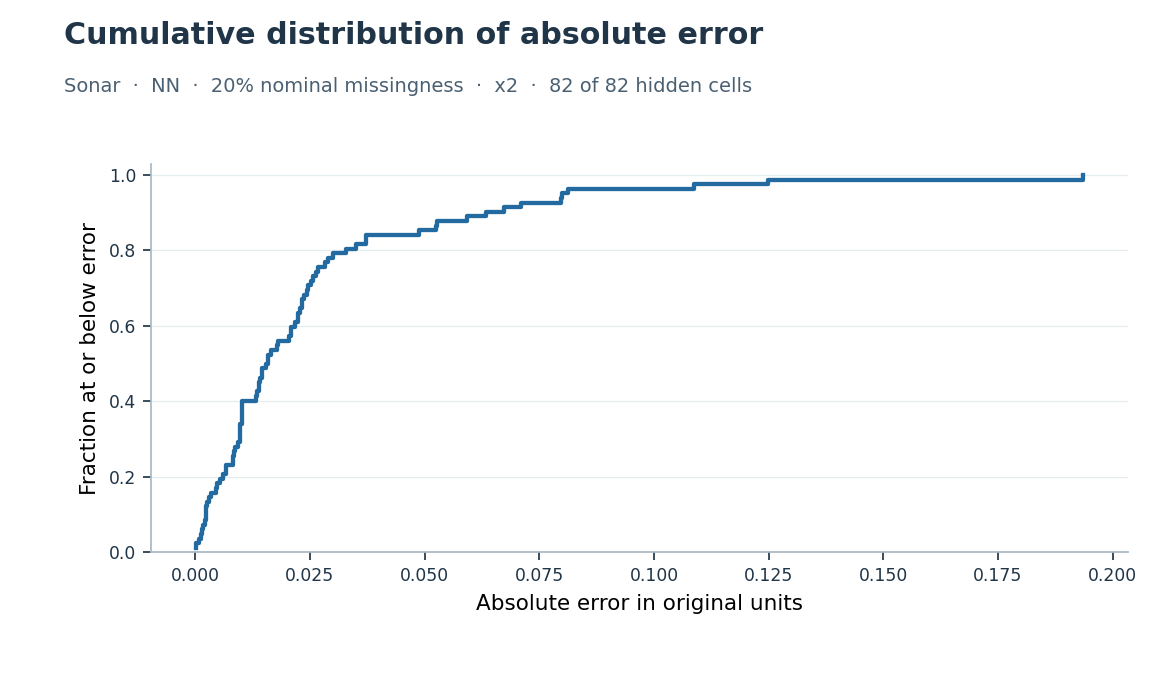 Cumulative distribution of absolute error
Sonar · NN · 20% nominal missingness · x2 · 82 of 82 hidden cells
1.0
0.8
0.6
0.4
0.2
0.0
Fraction at or below error
0.000 0.025 0.050 0.075 0.100 0.125 0.150 0.175 0.200
Absolute error in original units